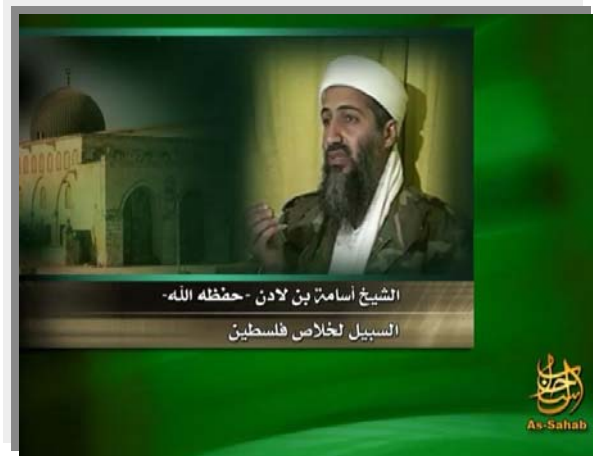 الشيخ أسامة بن لادن -حفظه الله-
السبيل لخلاص فلسطين
As-Sahab